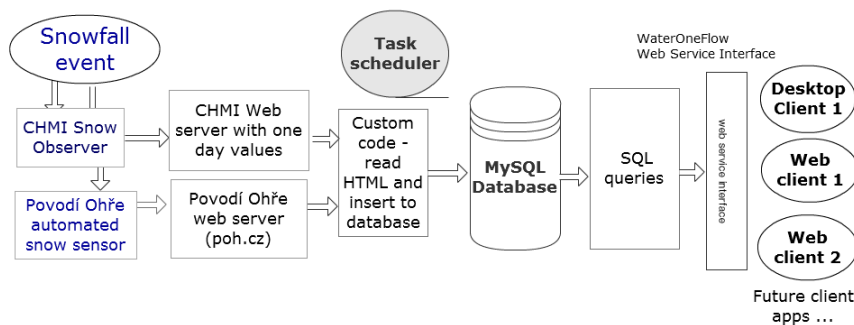 Snowfall
event
CHMI Snow
Observer
Povodí Ohře
automated
snow sensor
CHMI Web
server with one
day values
Povodí Ohře
web server
(poh.cz)
Task
scheduler
Custom
code -
read
HTML and
insert to
database
MySQL
Database
SQL
queries
WaterOneFlow
Web Service Interface
web service interface
Desktop
Client 1
Web
client 1
Web
client 2
Future client
apps ...